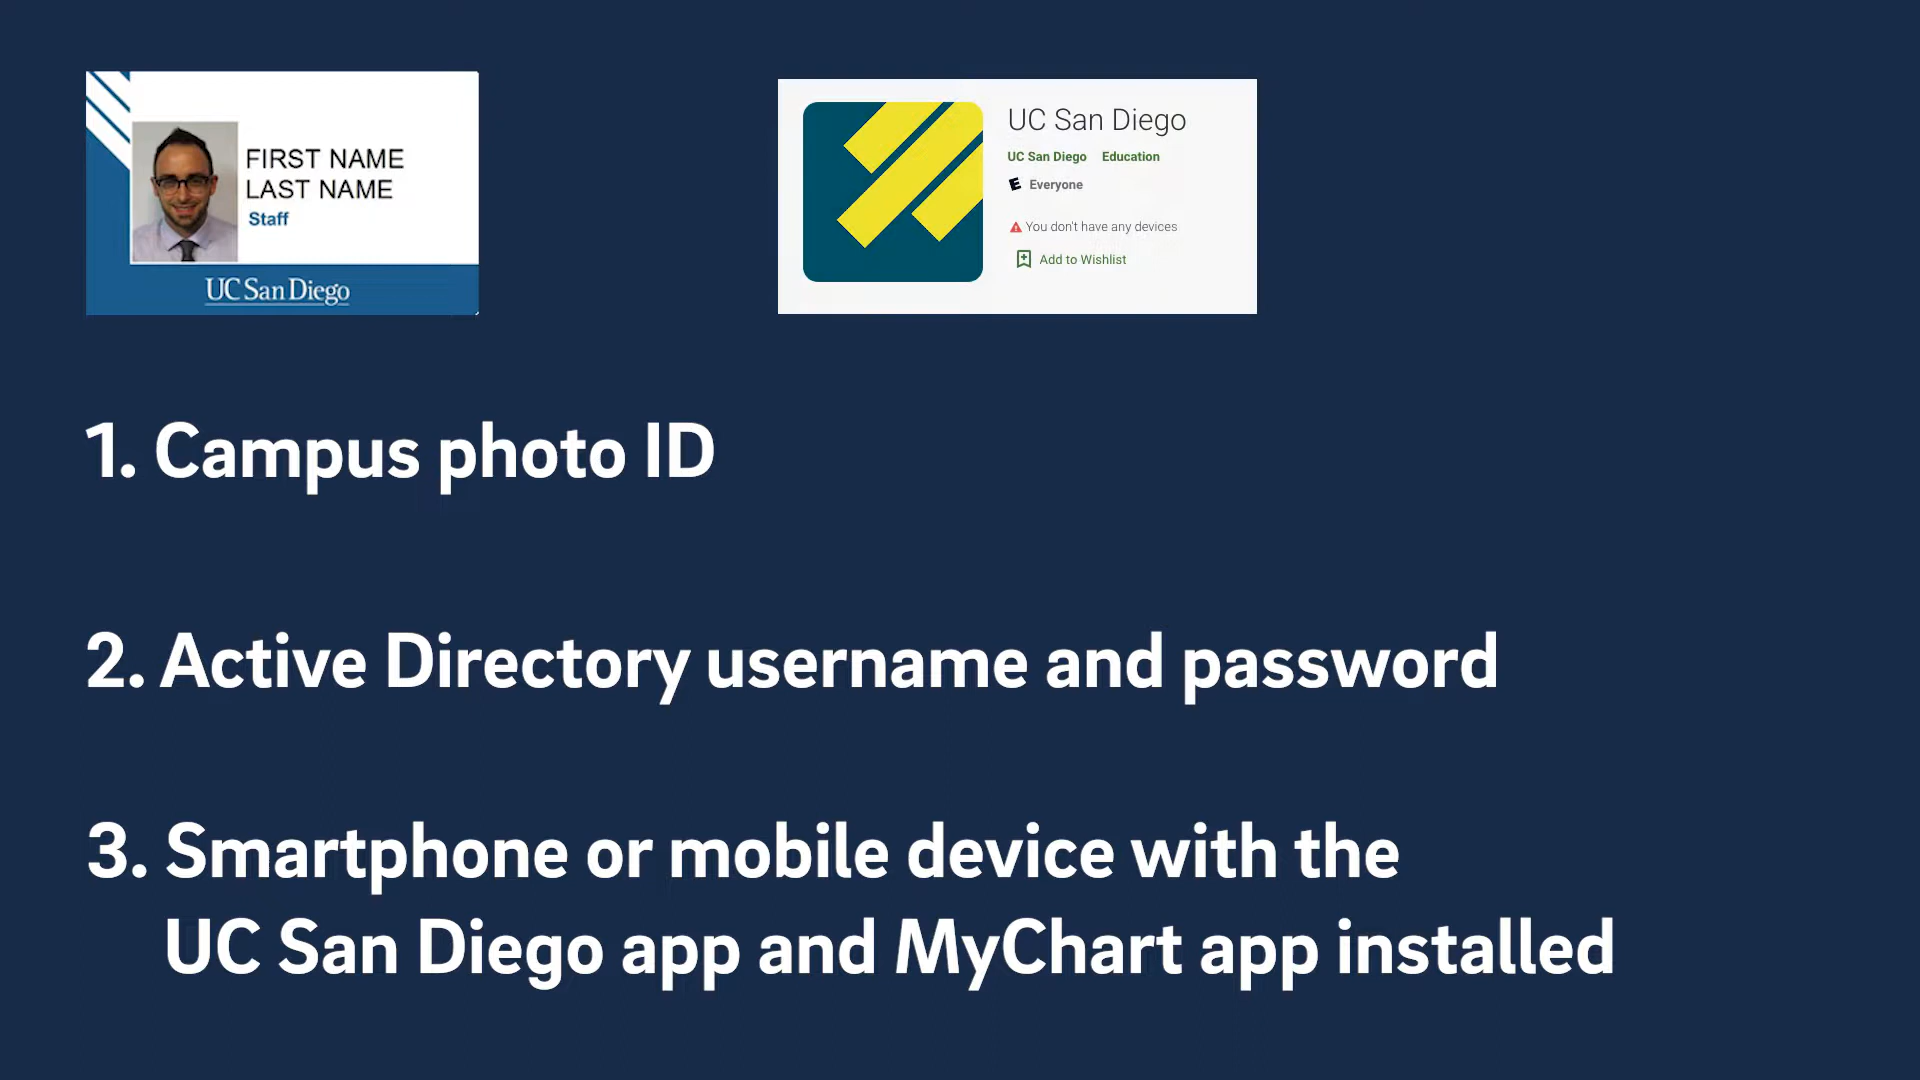 FIRST NAME
LAST NAME
Staff
UC San Diego
UC San Diego
UC San Diego Education
E Everyone
You don't have any devices
Add to Wishlist
1. Campus photo ID
2. Active Directory username and password
3. Smartphone or mobile device with the
UC San Diego app and MyChart app installed